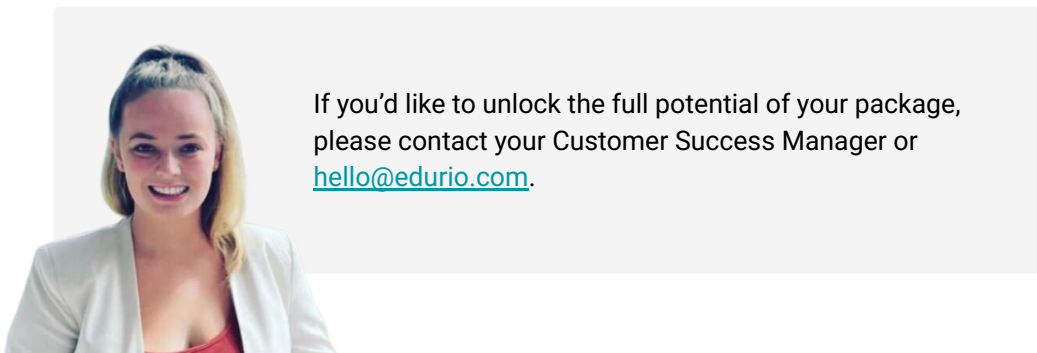 If you’d like to unlock the full potential of your package,
please contact your Customer Success Manager or
hello@edurio.com.